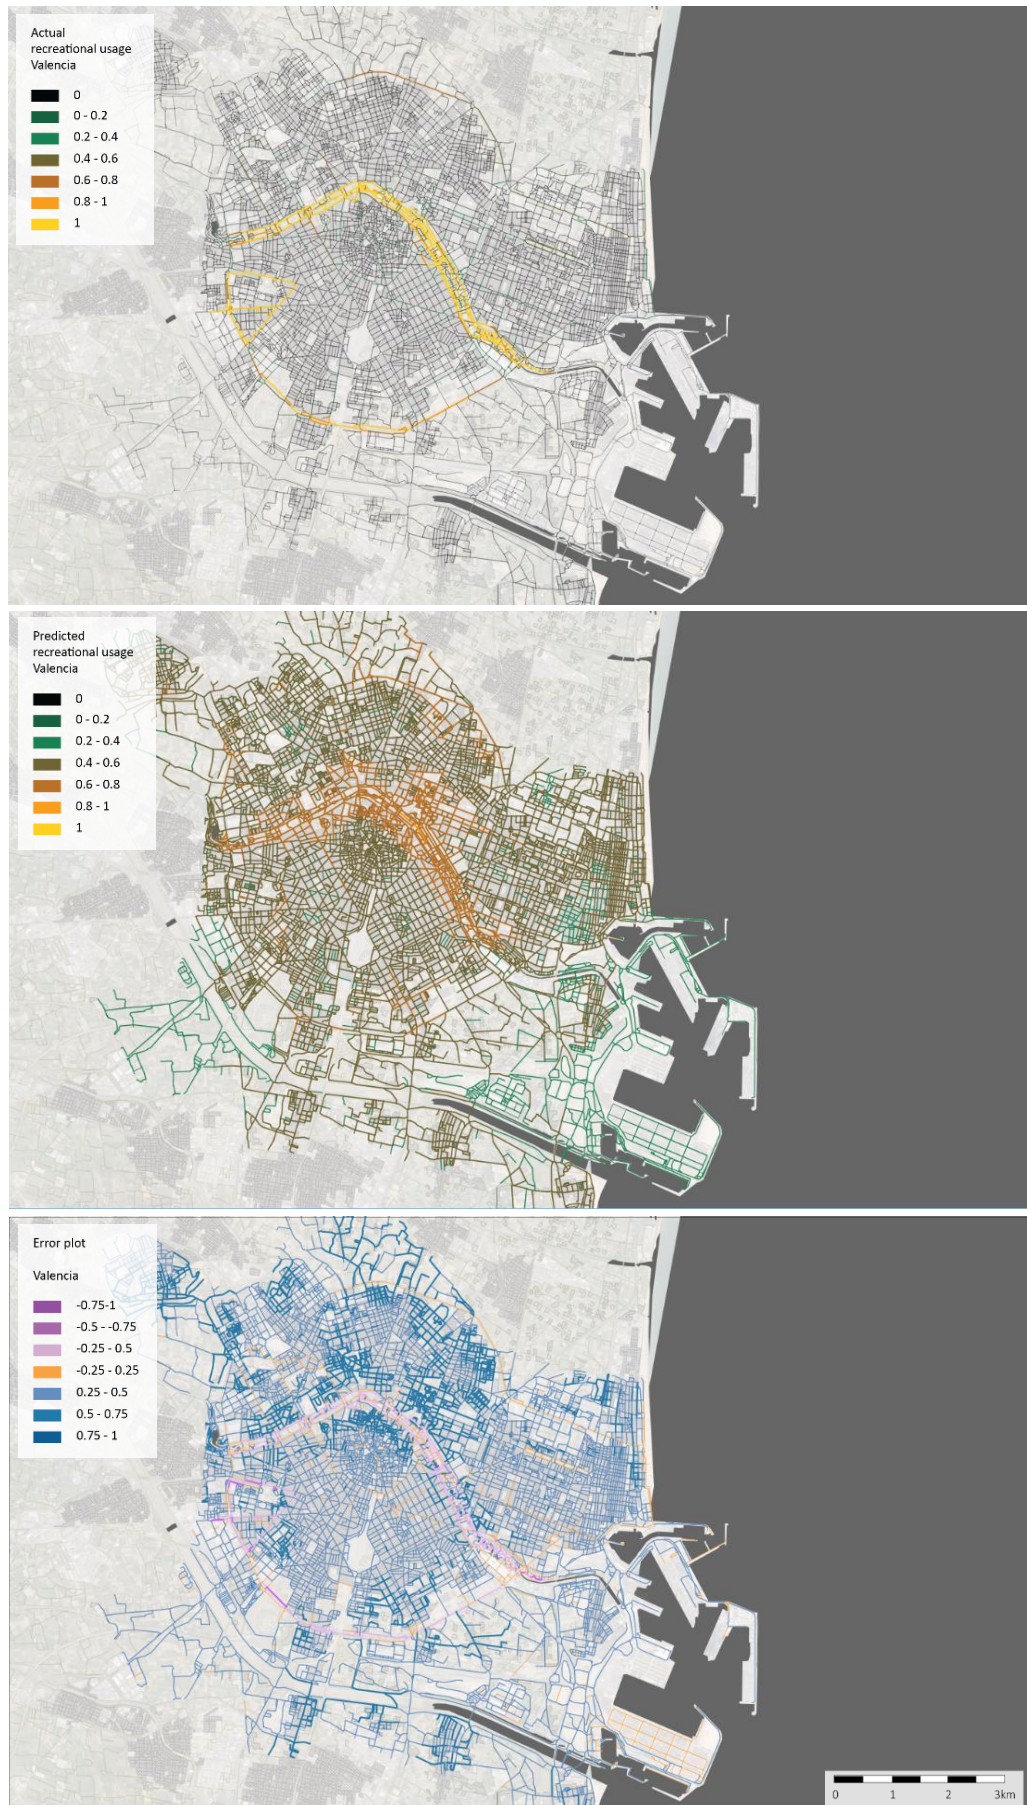 Actual
recreational usage
Valencia
0
0 - 0.2
0.2 - 0.4
0.4 - 0.6
0.6 - 0.8
0.8 - 1
1
Predicted
recreational usage
Valencia
0
0 - 0.2
0.2 - 0.4
0.4 - 0.6
0.6 - 0.8
0.8 - 1
1
Error plot
Valencia
-0.75-1
-0.5 - -0.75
-0.25 - 0.5
-0.25 - 0.25
0.25 - 0.5
0.5 - 0.75
0.75 - 1
0 1 2 3km